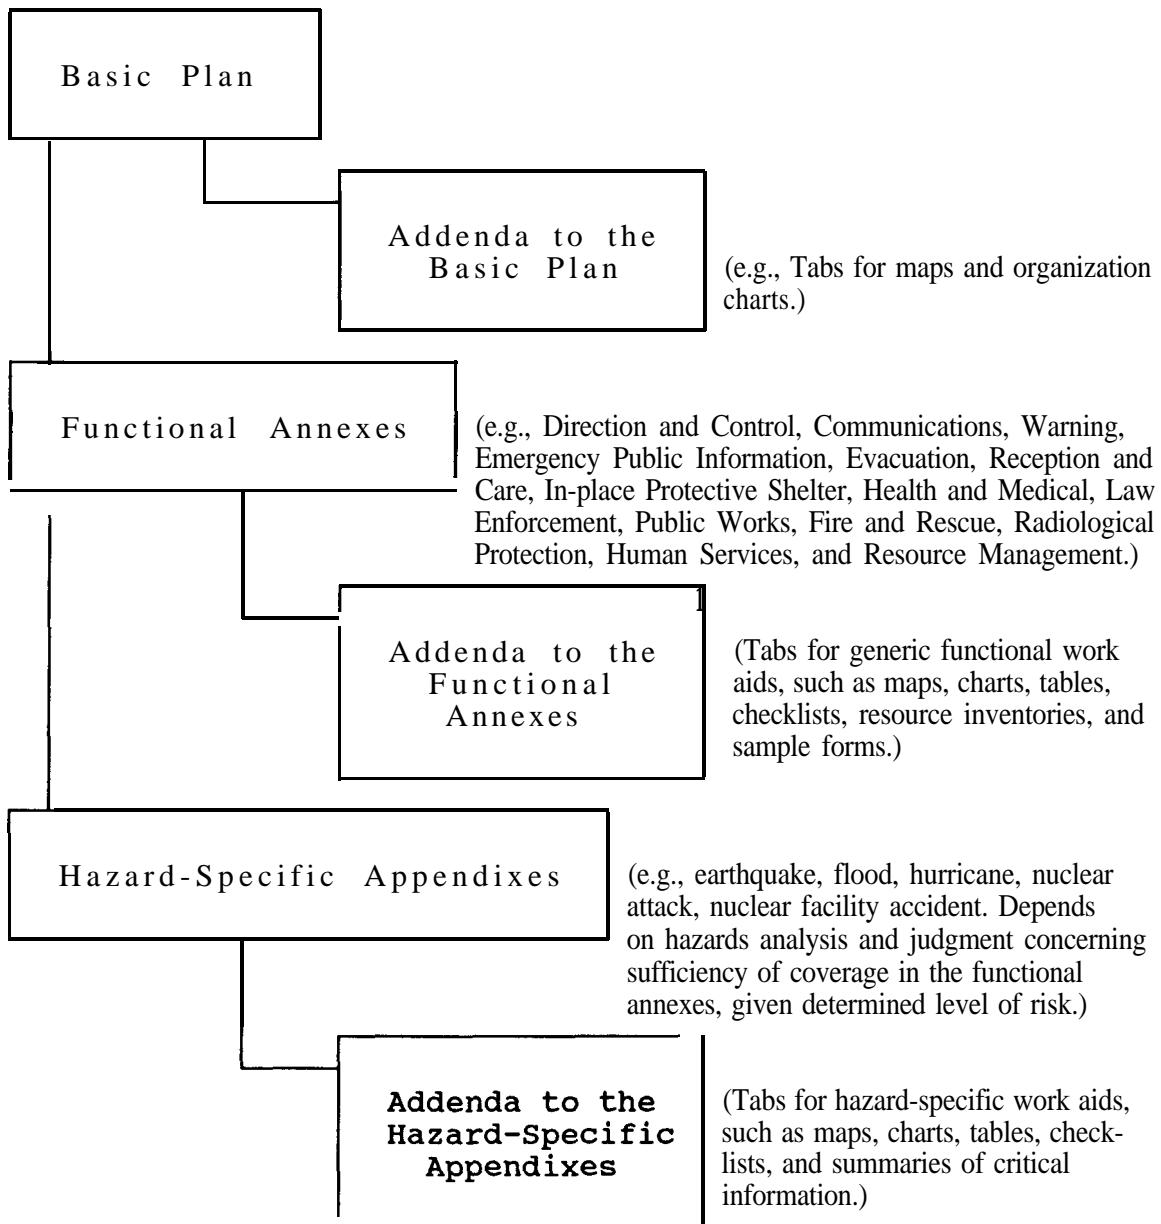 Basic Plan
Addenda to the
Basic Plan
(e.g., Tabs for maps and organization
charts.)
Functional Annexes
(e.g., Direction and Control, Communications, Warning,
Emergency Public Information, Evacuation, Reception and
Care, In-place Protective Shelter, Health and Medical, Law
Enforcement, Public Works, Fire and Rescue, Radiological
Protection, Human Services, and Resource Management.)
Addenda to the
Functional
Annexes
(Tabs for generic functional work
aids, such as maps, charts, tables,
checklists, resource inventories, and
sample forms.)
Hazard-Specific Appendixes
(e.g., earthquake, flood, hurricane, nuclear
attack, nuclear facility accident. Depends
on hazards analysis and judgment concerning
sufficiency of coverage in the functional
annexes, given determined level of risk.)
Addenda to the
Hazard-Specific
Appendixes
(Tabs for hazard-specific work aids,
such as maps, charts, tables, check-
lists, and summaries of critical
information.)